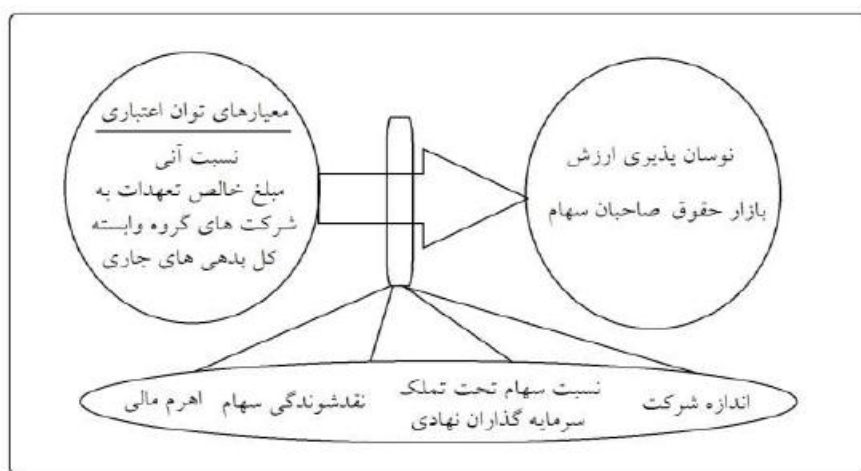 معیارهای توان اعتباری
نسبت آنی
مبلغ خالص تعهدات به
شرکت های گروه وابسته
کل بدهی های جاری
نوسان پذیری ارزش
بازار حقوق صاحبان سهام
اندازه شرکت
نسبت سهام تحت تملک
سرمایه گذاران نهادی
نقدشوندگی سهام
اهرم مالی